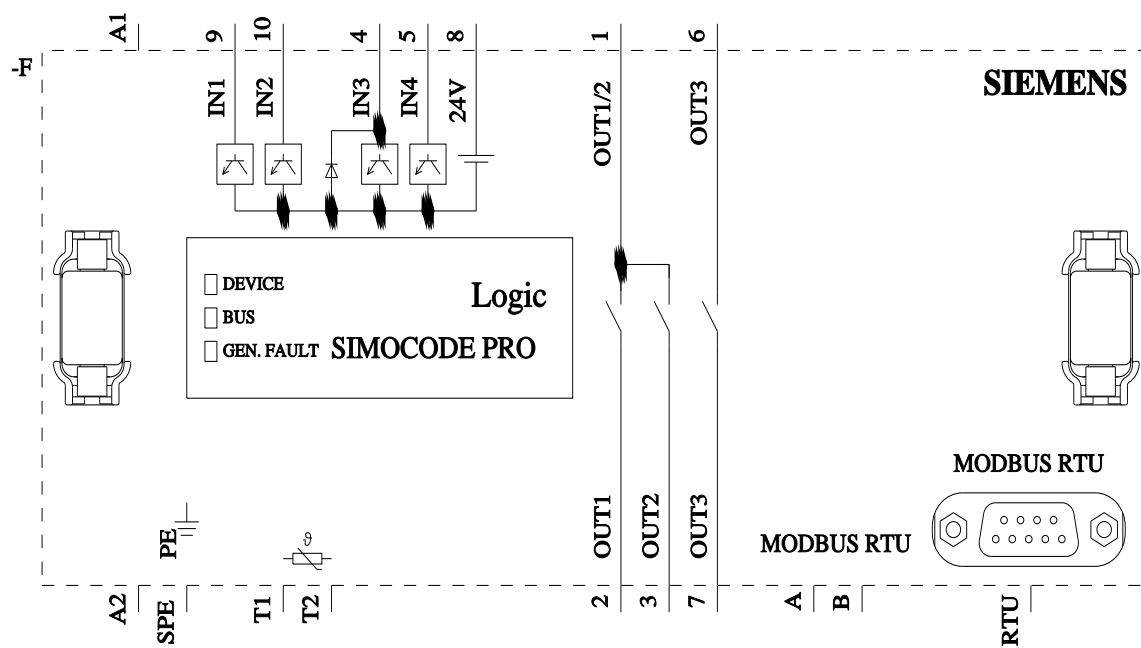 A1
9
10
4
5
8
1
6
-F
IN1
IN2
IN3
IN4
24V
OUT1/2
OUT3
SIEMENS
DEVICE
BUS
GEN. FAULT
Logic
SIMOCODE PRO
MODBUS RTU
PE
ϑ
OUT1
OUT2
OUT3
MODBUS RTU
A2
SPE
T1
T2
2
3
7
A
B
RTU